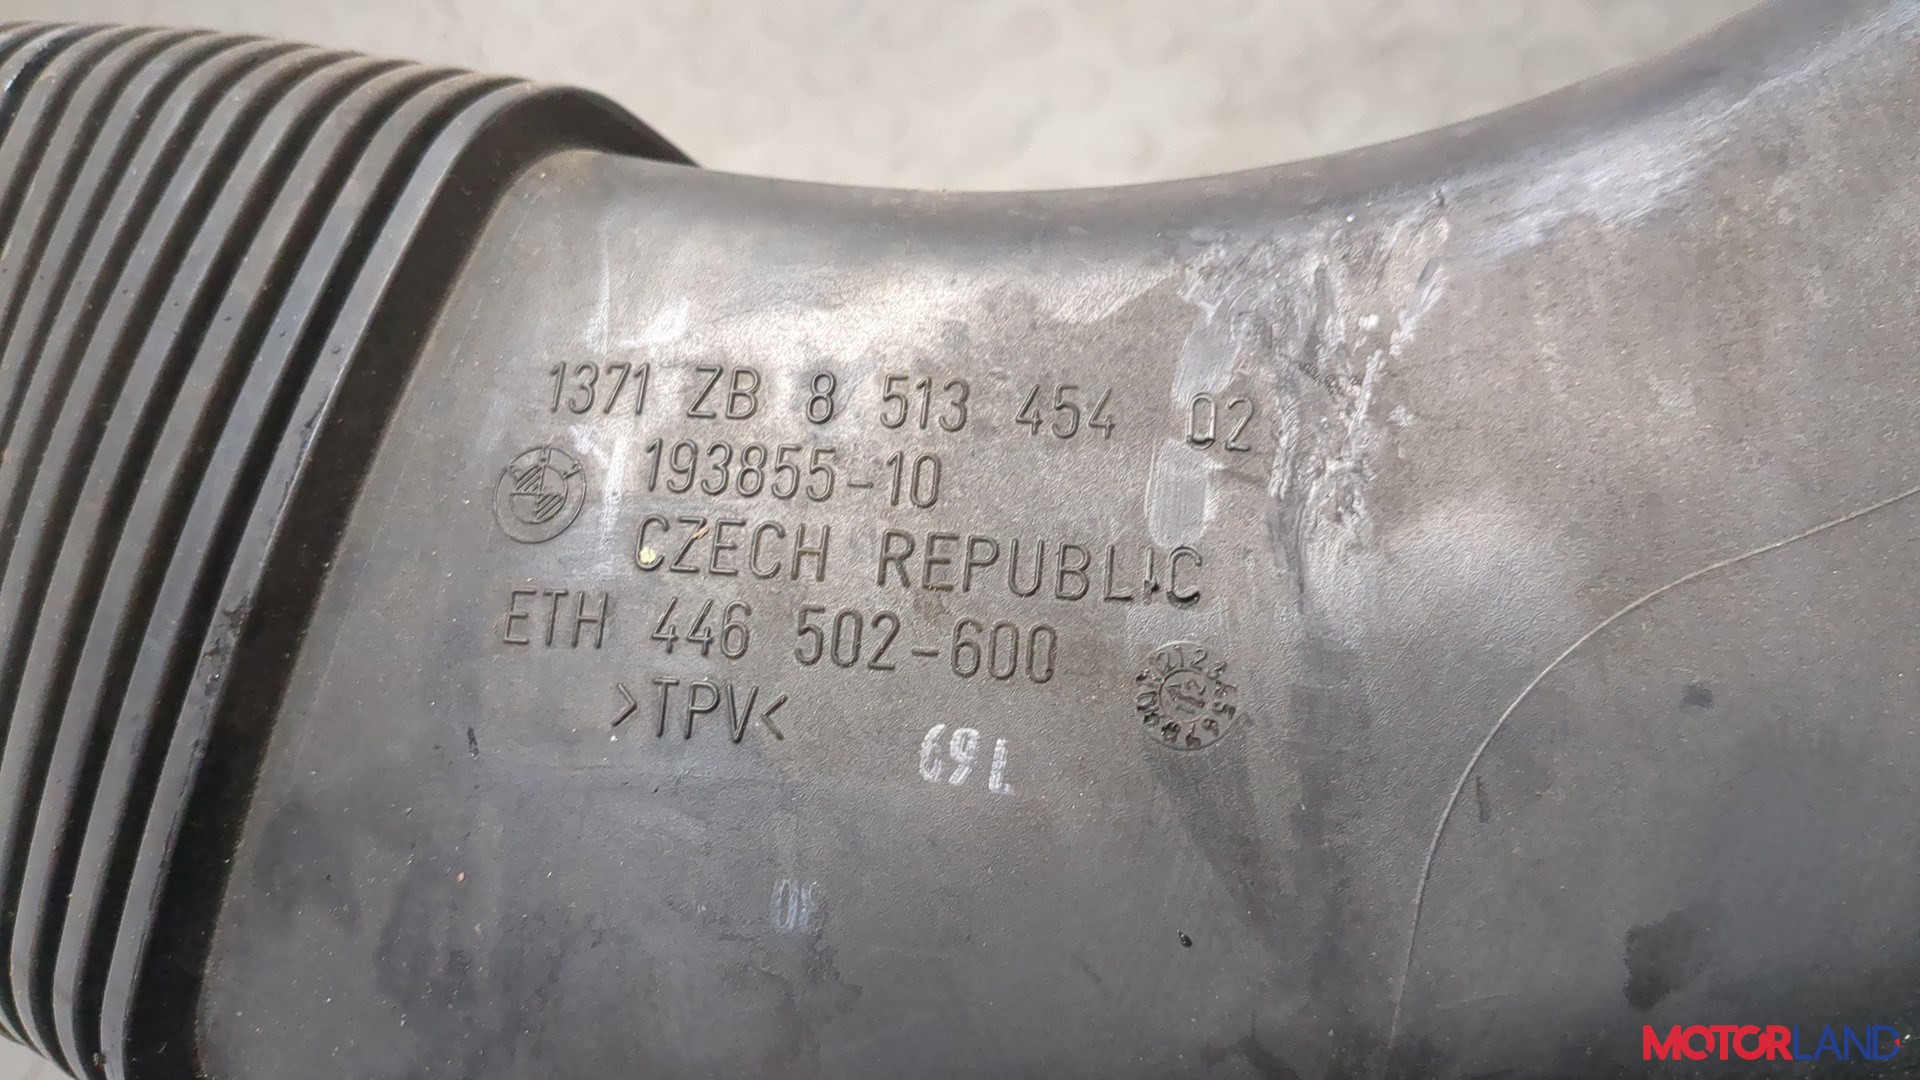 1371 ZB 8 513 454 02
193855-10
CZECH REPUBLIC
ETH 446 502-600
>TPV<
69L
MOTORLAND